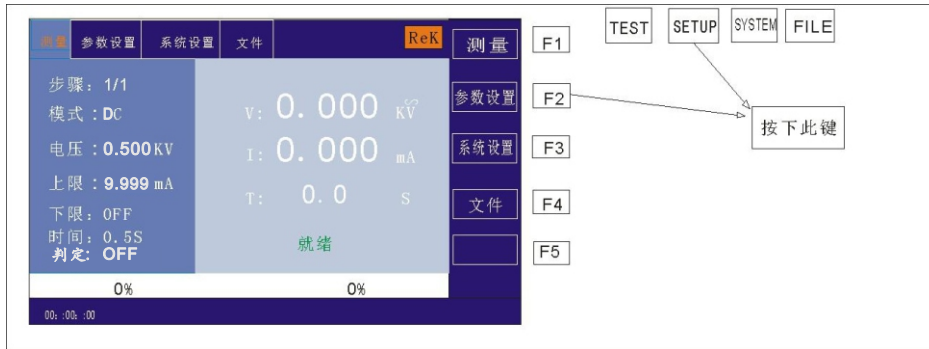 测量 参数设置 系统设置 文件 ReK
步骤：1/1
模式：DC
电压：0.500KV
上限：9.999 mA
下限：OFF
时间：0.5S
判定：OFF
V: 0.000 KV
I: 0.000 mA
T: 0.0 S
就绪
0% 0%
00: :00: :00
测量
参数设置
系统设置
文件
F1
F2
F3
F4
F5
TEST SETUP SYSTEM FILE
按下此键